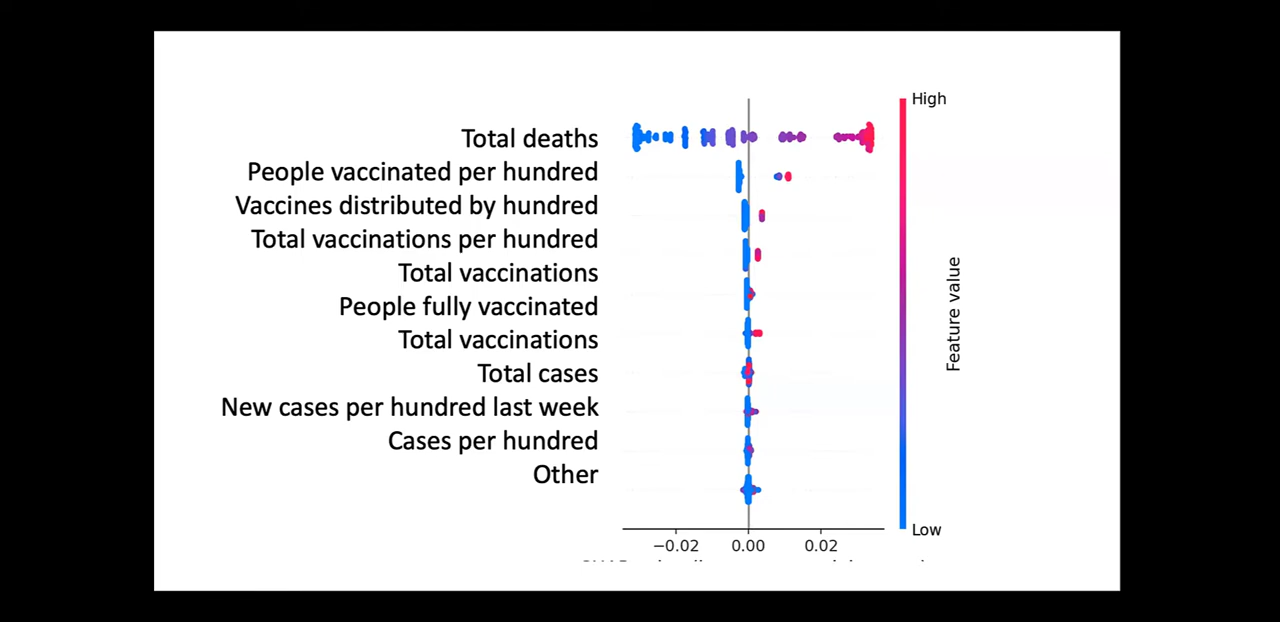 High
Total deaths
People vaccinated per hundred
Vaccines distributed by hundred
Total vaccinations per hundred
Total vaccinations
People fully vaccinated
Total vaccinations
Total cases
New cases per hundred last week
Cases per hundred
Other
Feature value
Low
−0.02 0.00 0.02